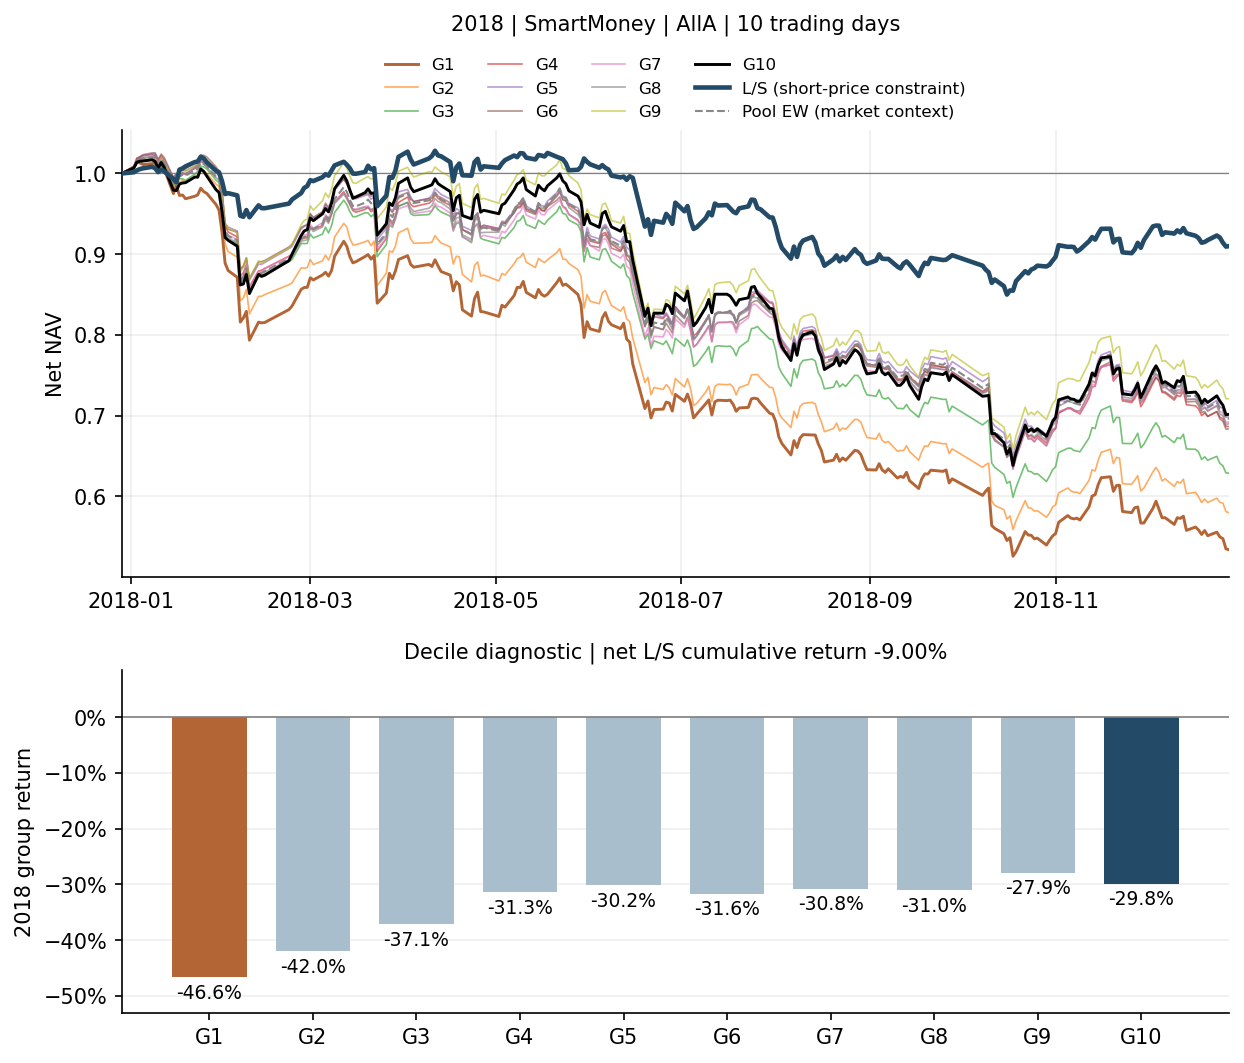 2018 | SmartMoney | AllA | 10 trading days
G1 G4 G7 G10
G2 G5 G8 L/S (short-price constraint)
G3 G6 G9 Pool EW (market context)
Net NAV
1.0
0.9
0.8
0.7
0.6
2018-01 2018-03 2018-05 2018-07 2018-09 2018-11
Decile diagnostic | net L/S cumulative return -9.00%
2018 group return
0%
−10%
−20%
−30%
−40%
−50%
-46.6% -42.0% -37.1% -31.3% -30.2% -31.6% -30.8% -31.0% -27.9% -29.8%
G1 G2 G3 G4 G5 G6 G7 G8 G9 G10